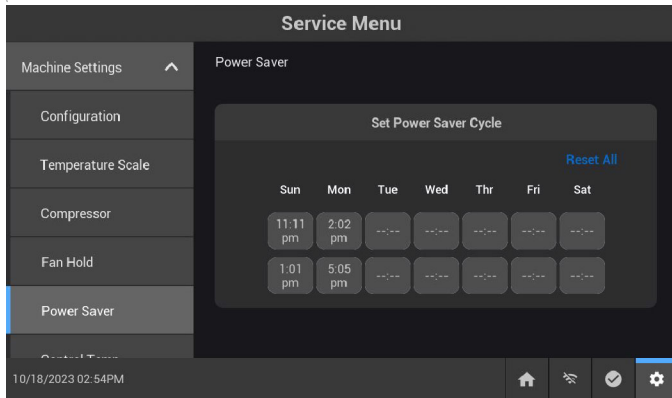 Service Menu
Machine Settings
Power Saver
Configuration
Set Power Saver Cycle
Temperature Scale
Reset All
Sun Mon Tue Wed Thr Fri Sat
Compressor
11:11 2:02 --:-- --:-- --:-- --:-- --:--
pm pm
Fan Hold
1:01 5:05 --:-- --:-- --:-- --:-- --:--
pm pm
Power Saver
Control Temp
10/18/2023 02:54PM